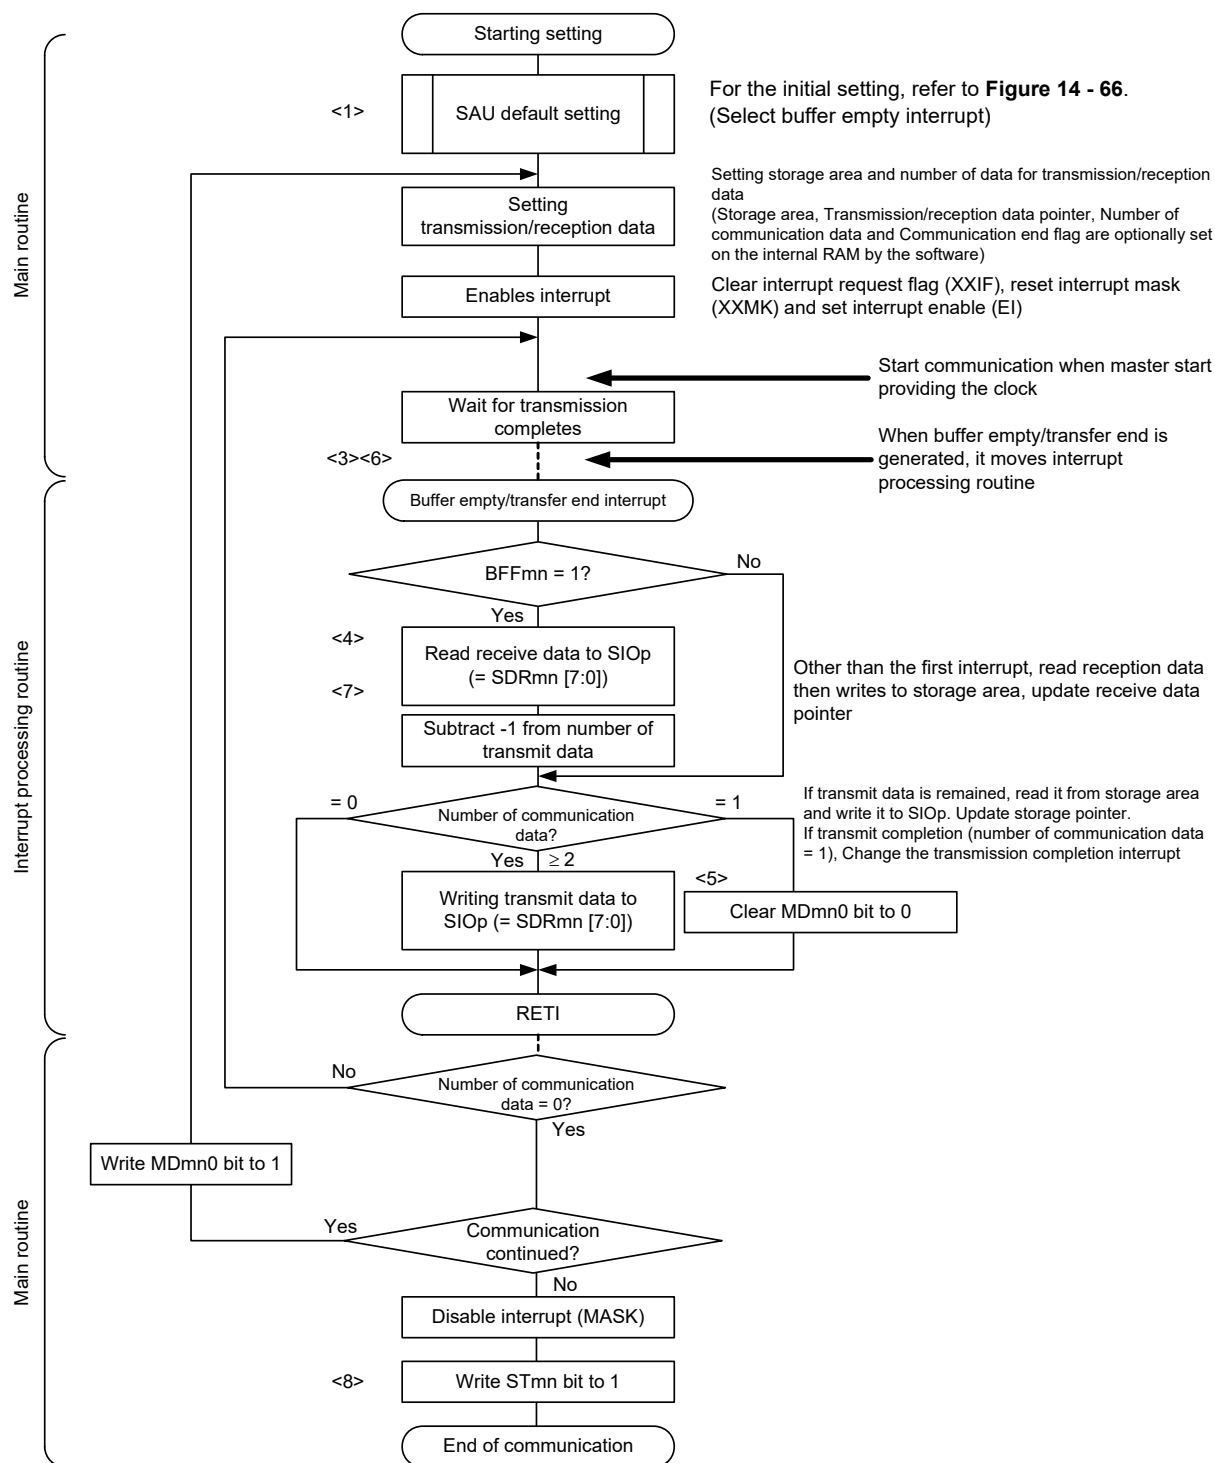 Starting setting
<1>
SAU default setting
For the initial setting, refer to Figure 14 - 66.
(Select buffer empty interrupt)
Main routine
Setting
transmission/reception data
Setting storage area and number of data for transmission/reception
data
(Storage area, Transmission/reception data pointer, Number of
communication data and Communication end flag are optionally set
on the internal RAM by the software)
Enables interrupt
Clear interrupt request flag (XXIF), reset interrupt mask
(XXMK) and set interrupt enable (EI)
Start communication when master start
providing the clock
Wait for transmission
completes
<3><6>
When buffer empty/transfer end is
generated, it moves interrupt
processing routine
Buffer empty/transfer end interrupt
BFFmn = 1?
No
Yes
<4>
Read receive data to SIOp
(= SDRmn [7:0])
<7>
Interrupt processing routine
Other than the first interrupt, read reception data
then writes to storage area, update receive data
pointer
Subtract -1 from number of
transmit data
= 0
= 1
Number of communication
data?
If transmit data is remained, read it from storage area
and write it to SIOp. Update storage pointer.
If transmit completion (number of communication data
= 1), Change the transmission completion interrupt
Yes ≥ 2
<5>
Writing transmit data to
SIOp (= SDRmn [7:0])
Clear MDmn0 bit to 0
RETI
No
Number of communication
data = 0?
Yes
Write MDmn0 bit to 1
Main routine
Yes
Communication
continued?
No
Disable interrupt (MASK)
<8>
Write STmn bit to 1
End of communication